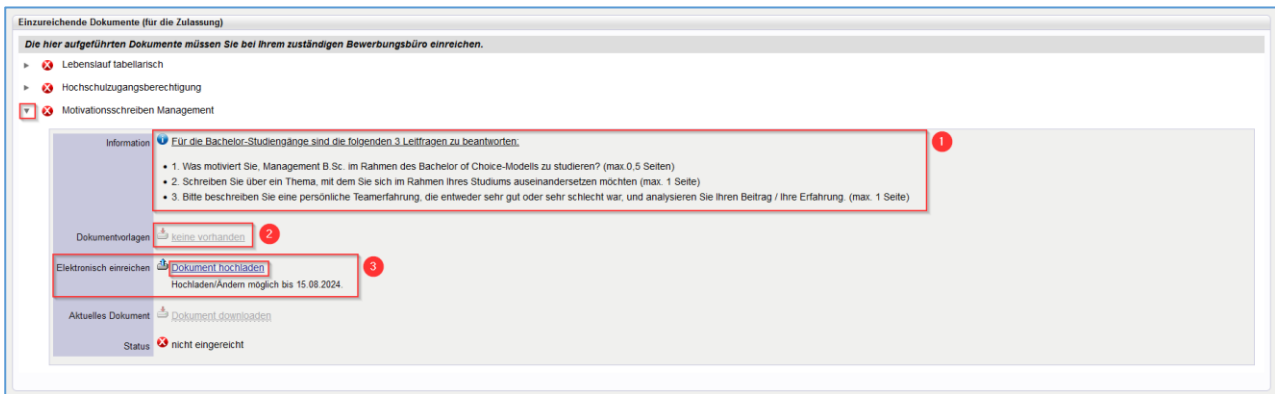 Einzureichende Dokumente (für die Zulassung)
Die hier aufgeführten Dokumente müssen Sie bei Ihrem zuständigen Bewerbungsbüro einreichen.
Lebenslauf tabellarisch
Hochschulzugangsberechtigung
Motivationsschreiben Management
Information Für die Bachelor-Studiengänge sind die folgenden 3 Leitfragen zu beantworten: 1
• 1. Was motiviert Sie, Management B.Sc. im Rahmen des Bachelor of Choice-Modells zu studieren? (max.0,5 Seiten)
• 2. Schreiben Sie über ein Thema, mit dem Sie sich im Rahmen Ihres Studiums auseinandersetzen möchten (max. 1 Seite)
• 3. Bitte beschreiben Sie eine persönliche Teamerfahrung, die entweder sehr gut oder sehr schlecht war, und analysieren Sie Ihren Beitrag / Ihre Erfahrung. (max. 1 Seite)
Dokumentvorlagen keine vorhanden 2
Elektronisch einreichen Dokument hochladen 3
Hochladen/Ändern möglich bis 15.08.2024.
Aktuelles Dokument Dokument downloaden
Status nicht eingereicht